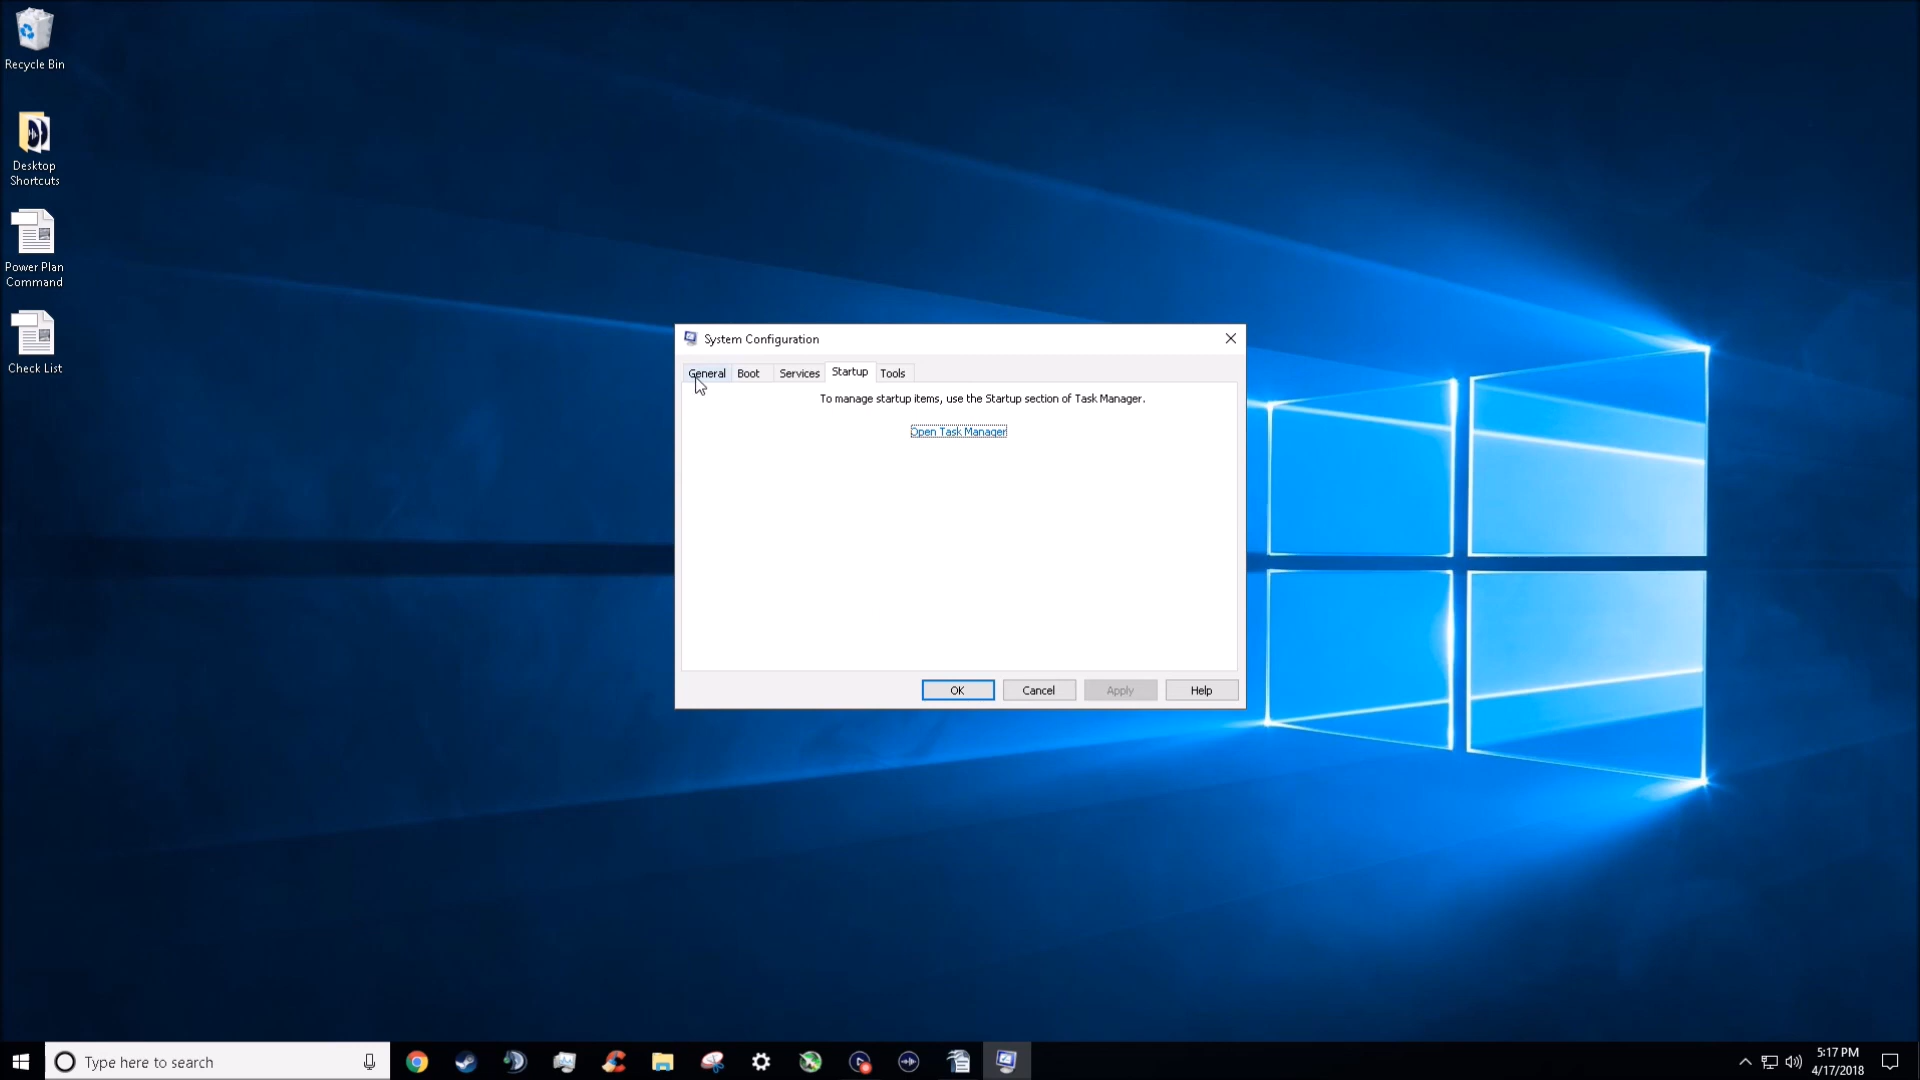 Recycle Bin
Desktop
Shortcuts
Power Plan
Command
Check List
System Configuration
General
Boot
Services
Startup
Tools
To manage startup items, use the Startup section of Task Manager.
Open Task Manager
OK
Cancel
Apply
Help
Type here to search
5:17 PM
4/17/2018